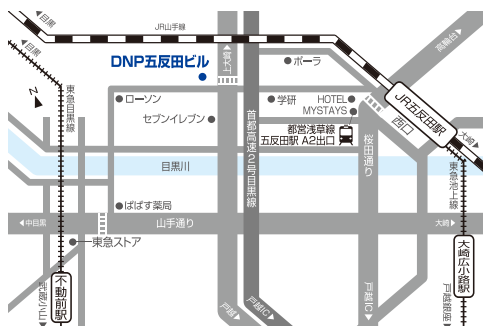 ◀目黒
JR山手線
◀目黒
DNP五反田ビル
上大崎▶
ポーラ
高輪台▶
東急目黒線
N
ローソン
学研
HOTEL
MYSTAYS
JR五反田駅
西口
セブンイレブン
都営浅草線
五反田駅 A2出口
大崎▶
首都高速2号目黒線
桜田通り
目黒川
東急池上線
ぱぱす薬局
◀中目黒
山手通り
大崎▶
東急ストア
不動前駅
武蔵小山▶
戸越▶
戸越IC▶
戸越IC▶
大崎広小路駅
戸越銀座▶